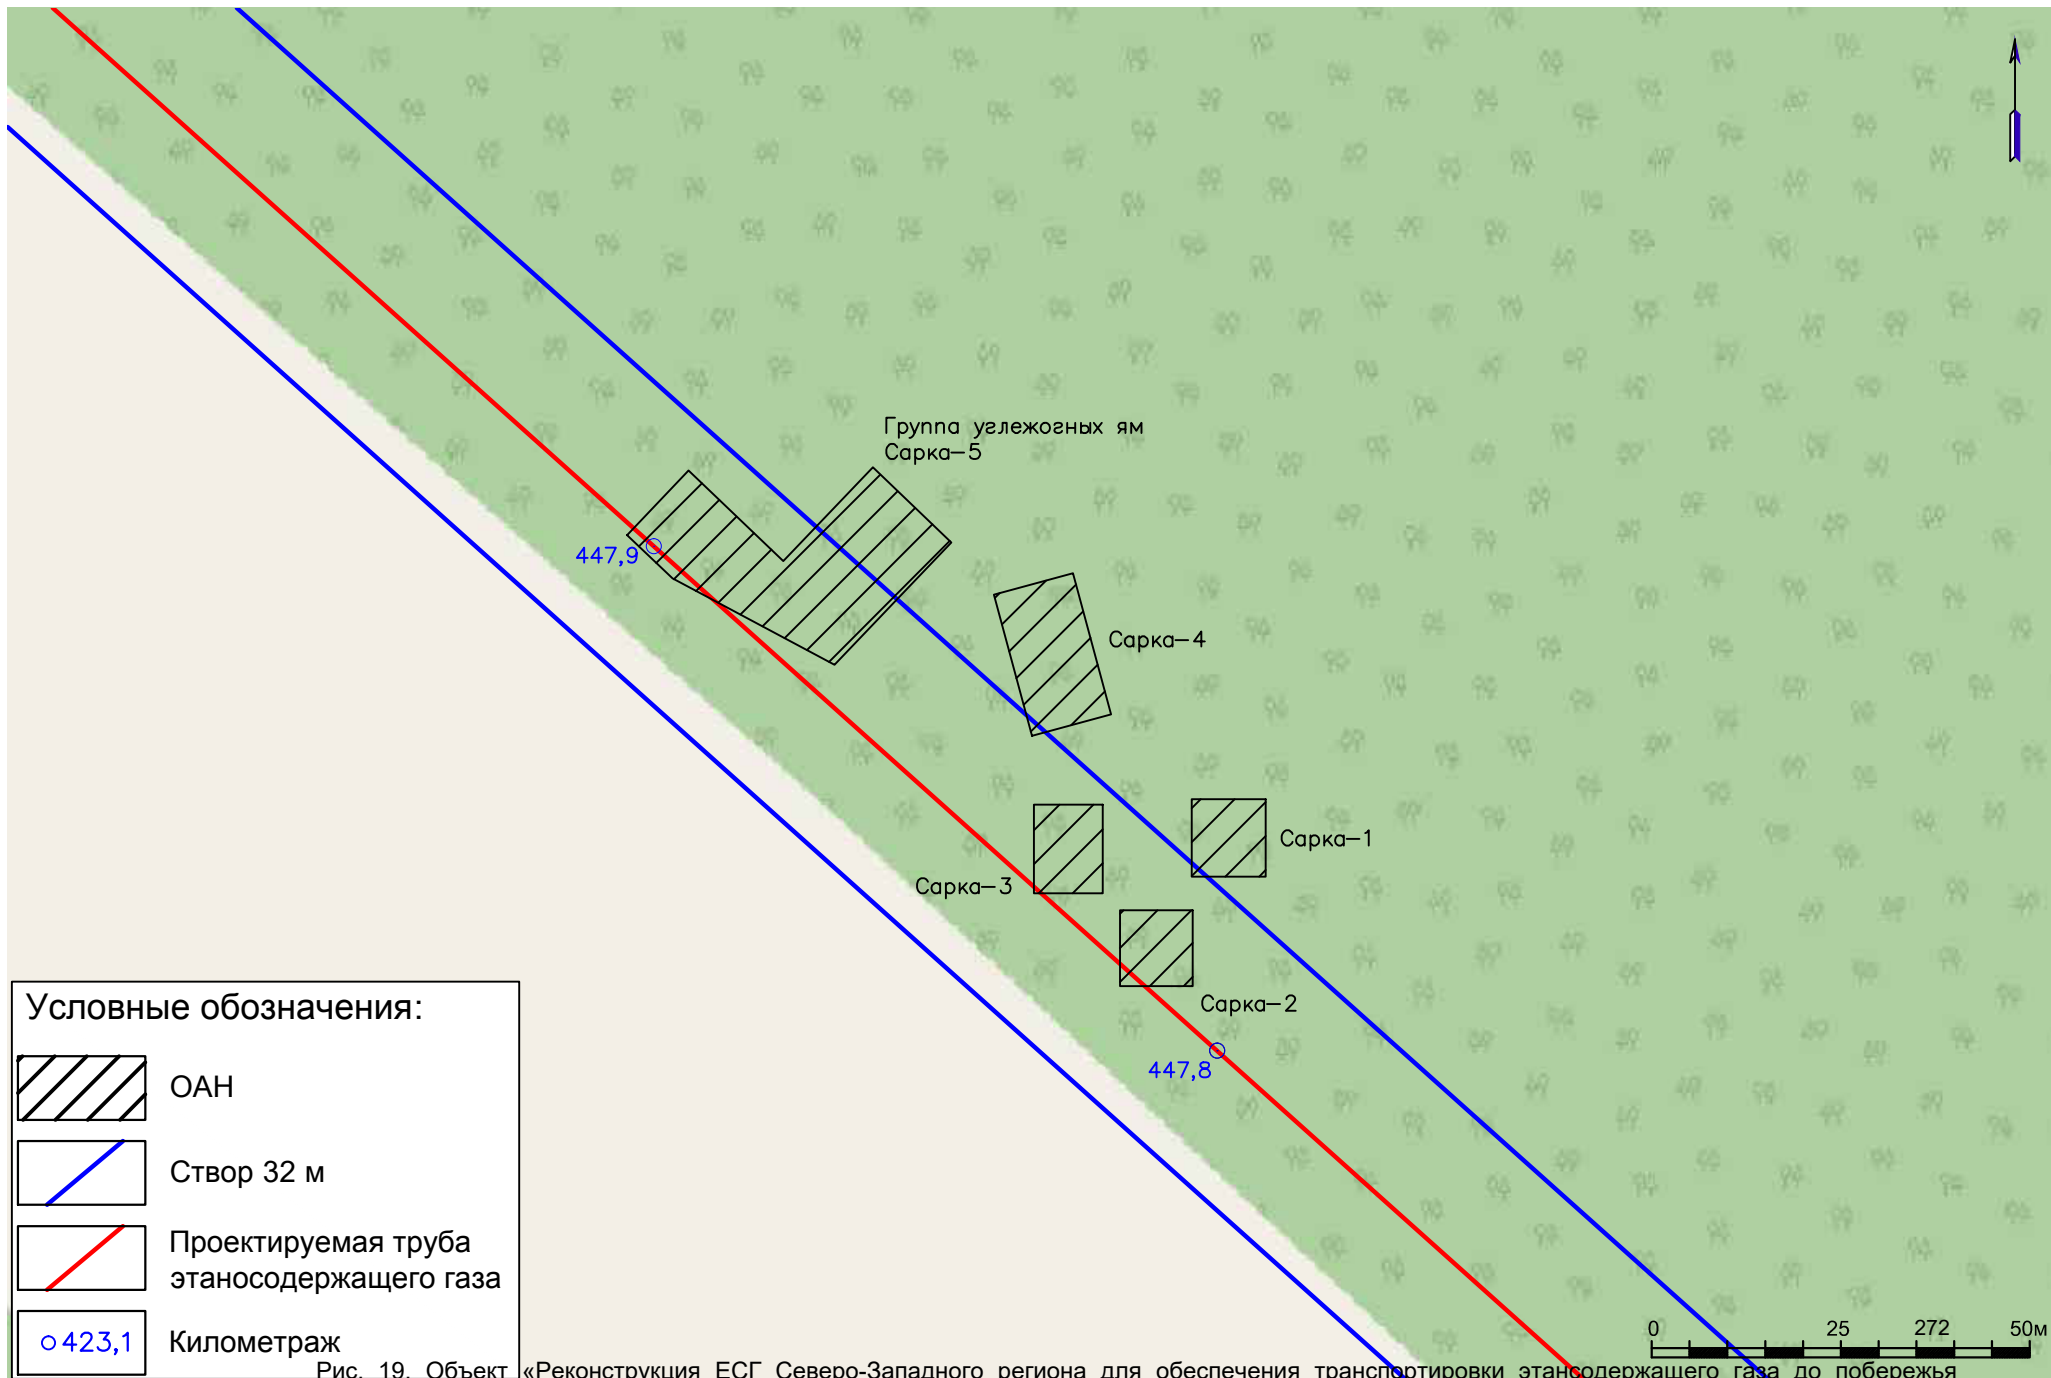 Группа углежогных ям
Сарка–5
447,9
Сарка–4
Сарка–1
Сарка–3
Сарка–2
447,8
Условные обозначения:
ОАН
Створ 32 м
Проектируемая труба
этаносодержащего газа
423,1 Километраж
0 25 272 50м
Рис. 19. Объект «Реконструкция ЕСГ Северо-Западного региона для обеспечения транспортировки этансодержащего газа до побережья